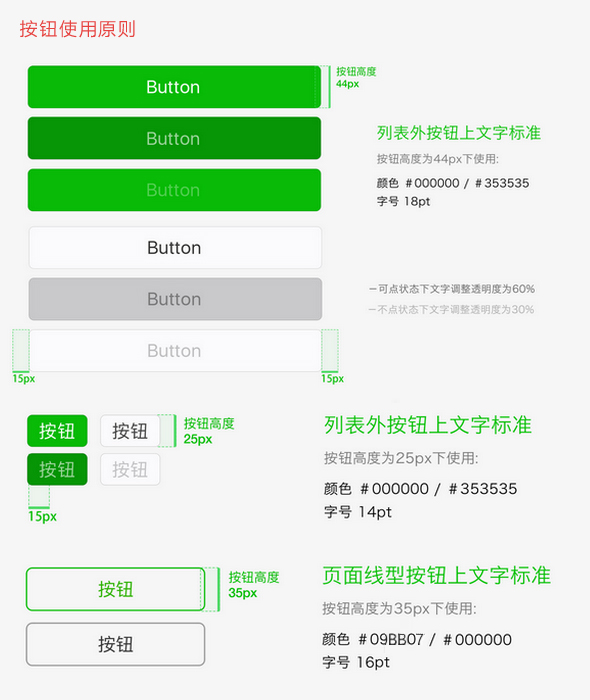 按钮使用原则
Button
按钮高度
44px
Button
Button
列表外按钮上文字标准
按钮高度为44px下使用:
颜色 #000000 / #353535
字号 18pt
Button
Button
—可点状态下文字调整透明度为60%
—不点状态下文字调整透明度为30%
Button
15px
15px
按钮
按钮
按钮高度
25px
按钮
按钮
15px
列表外按钮上文字标准
按钮高度为25px下使用:
颜色 #000000 / #353535
字号 14pt
按钮
按钮高度
35px
按钮
页面线型按钮上文字标准
按钮高度为35px下使用:
颜色 #09BB07 / #000000
字号 16pt